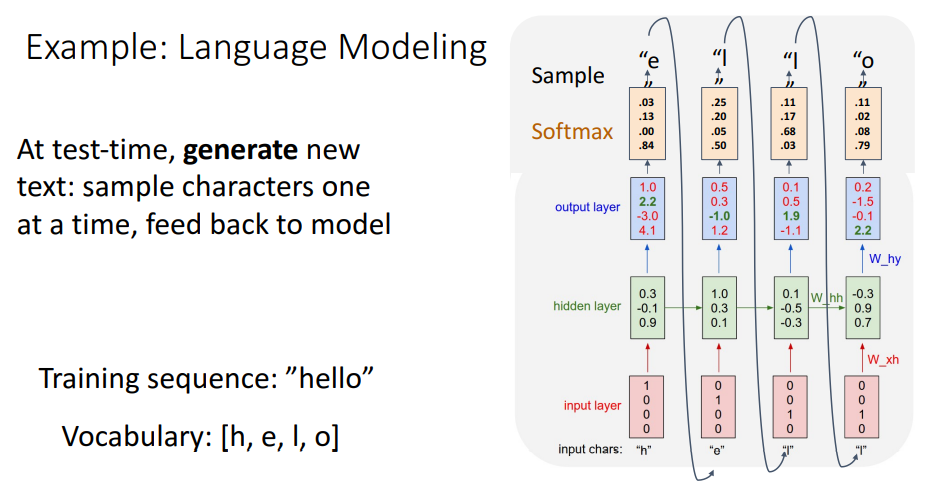 Example: Language Modeling
At test-time, generate new
text: sample characters one
at a time, feed back to model
Training sequence: ”hello”
Vocabulary: [h, e, l, o]
Sample
“e
”
“l
”
“l
”
“o
”
Softmax
.03 .25 .11 .11
.13 .20 .17 .02
.00 .05 .68 .08
.84 .50 .03 .79
output layer
1.0 0.5 0.1 0.2
2.2 0.3 0.5 -1.5
-3.0 -1.0 1.9 -0.1
4.1 1.2 -1.1 2.2
W_hy
hidden layer
0.3 1.0 0.1 -0.3
-0.1 0.3 -0.5 0.9
0.9 0.1 -0.3 0.7
W_hh
W_xh
input layer
1 0 0 0
0 1 0 0
0 0 1 1
0 0 0 0
input chars: “h” “e” “l” “l”